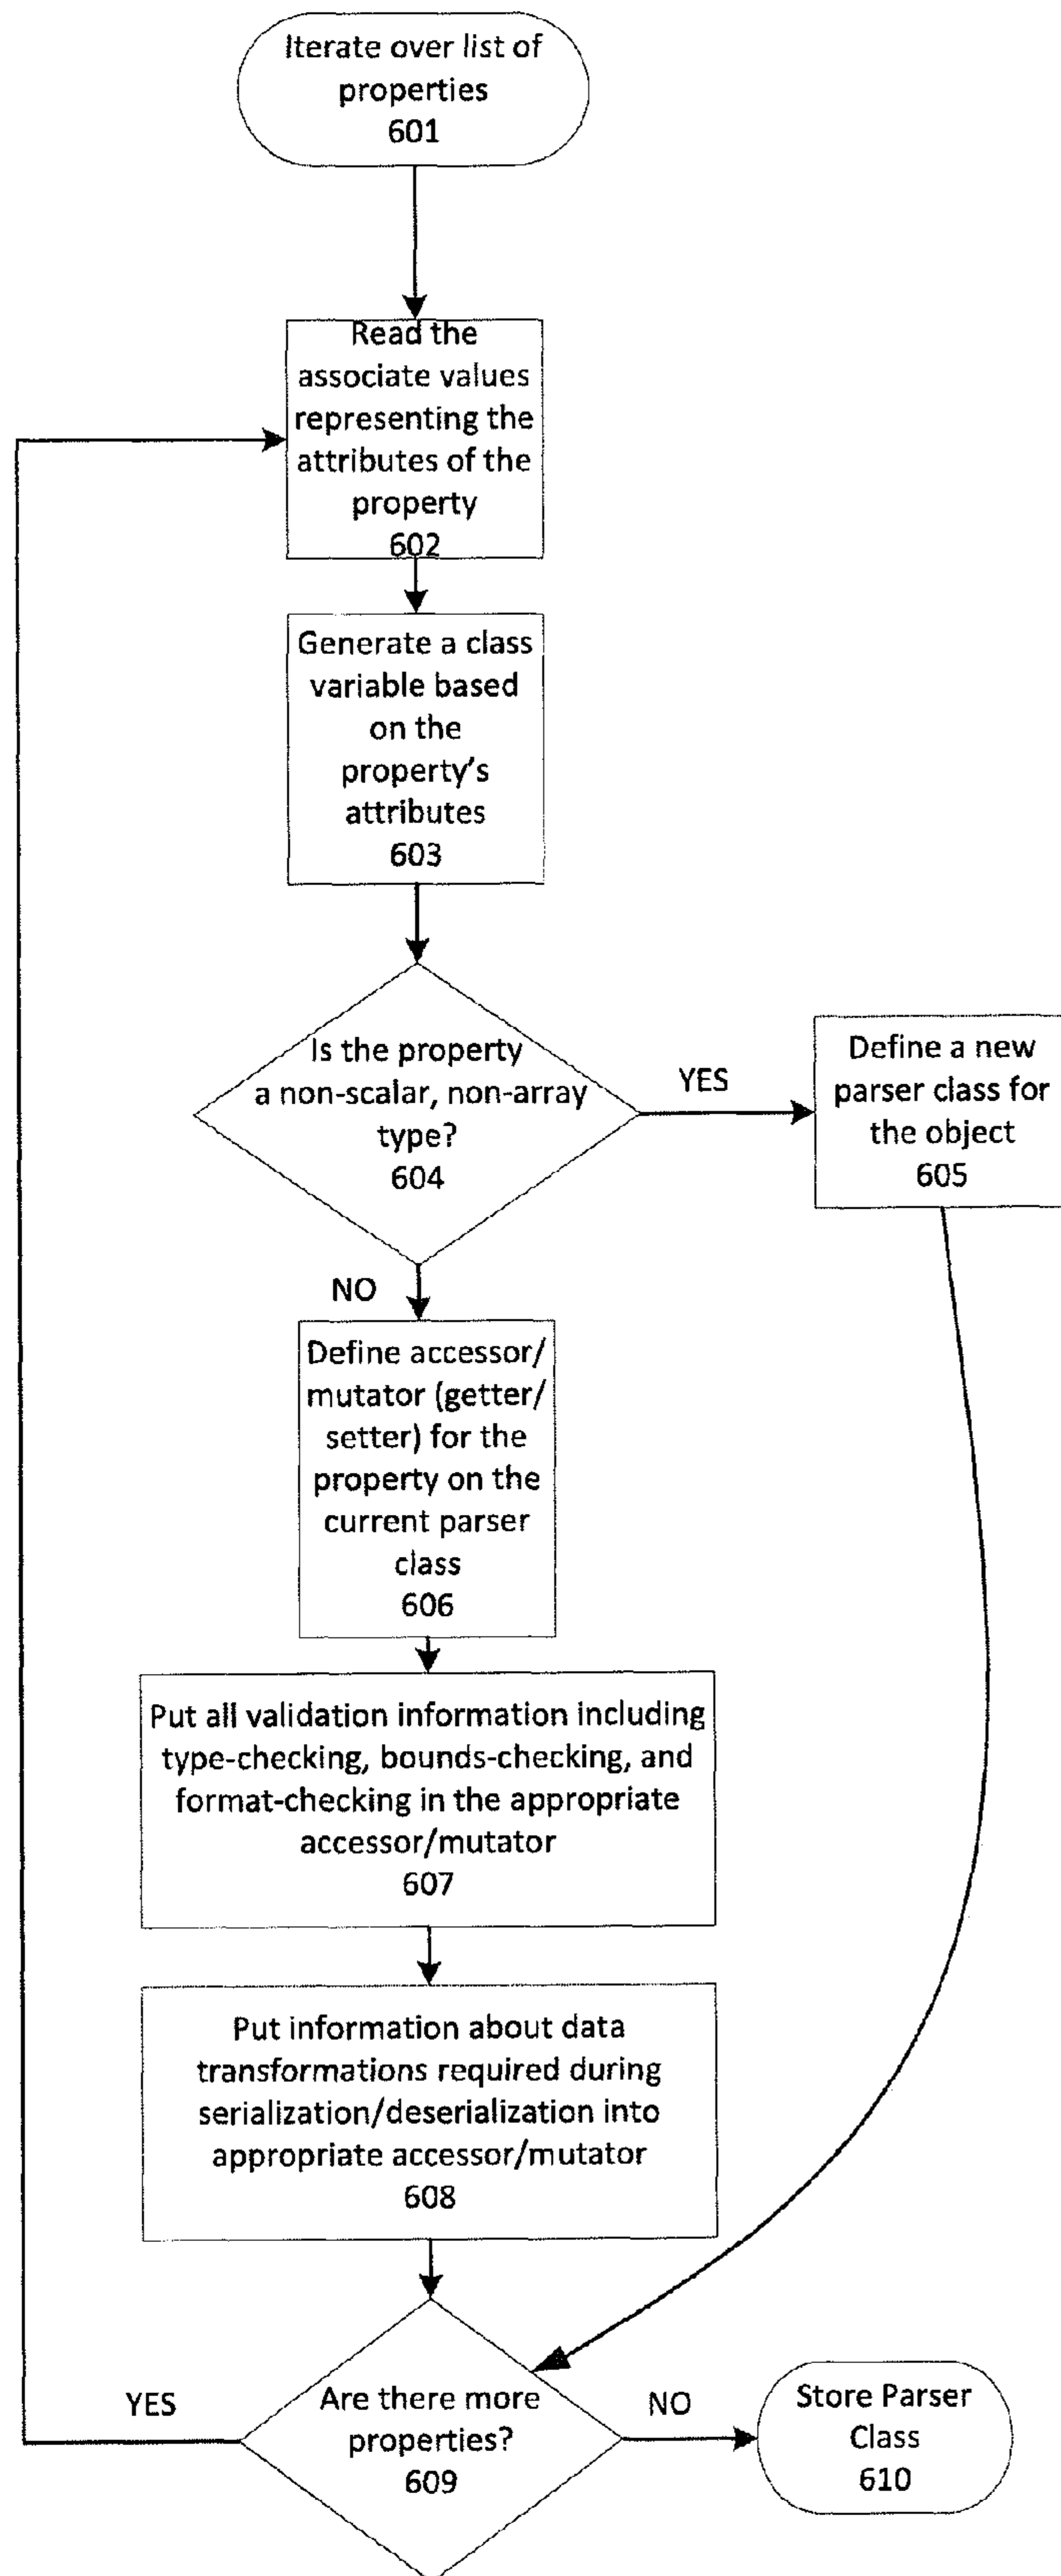 Iterate over list of
properties
601
Read the
associate values
representing the
attributes of the
property
602
Generate a class
variable based
on the
property's
attributes
603
Is the property
a non-scalar, non-array
type?
604
YES
Define a new
parser class for
the object
605
NO
Define accessor/
mutator (getter/
setter) for the
property on the
current parser
class
606
Put all validation information including
type-checking, bounds-checking, and
format-checking in the appropriate
accessor/mutator
607
Put information about data
transformations required during
serialization/deserialization into
appropriate accessor/mutator
608
YES
Are there more
properties?
609
NO
Store Parser
Class
610